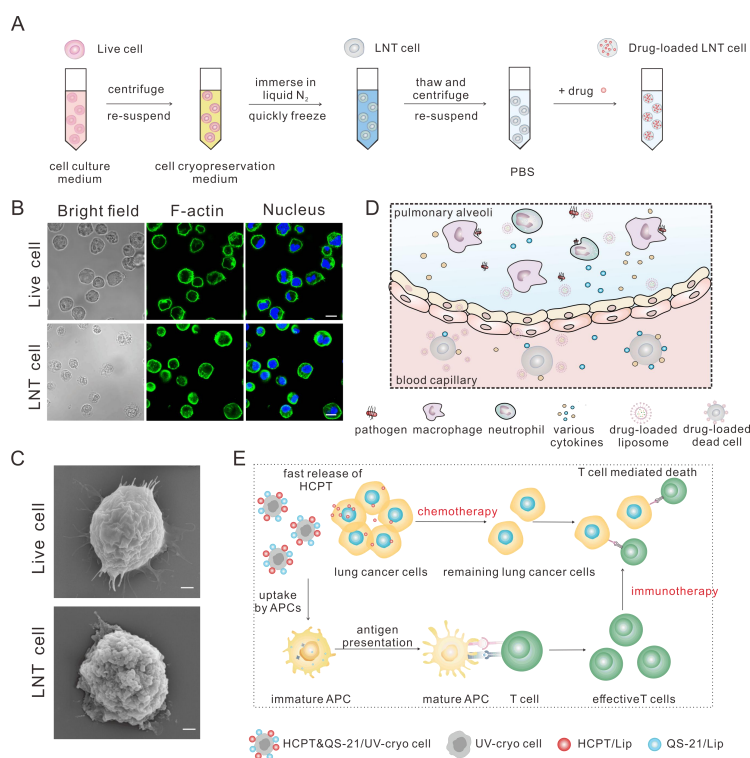 A
Live cell
LNT cell
Drug-loaded LNT cell
centrifuge
re-suspend
immerse in
liquid N2
quickly freeze
thaw and
centrifuge
re-suspend
+ drug
cell culture
medium
cell cryopreservation
medium
PBS
B
Bright field
F-actin
Nucleus
Live cell
LNT cell
D
pulmonary alveoli
blood capillary
pathogen
macrophage
neutrophil
various
cytokines
drug-loaded
liposome
drug-loaded
dead cell
C
Live cell
LNT cell
E
fast release of
HCPT
T cell mediated death
chemotherapy
lung cancer cells
remaining lung cancer cells
uptake
by APCs
immunotherapy
antigen
presentation
immature APC
mature APC
T cell
effectiveT cells
HCPT&QS-21/UV-cryo cell
UV-cryo cell
HCPT/Lip
QS-21/Lip